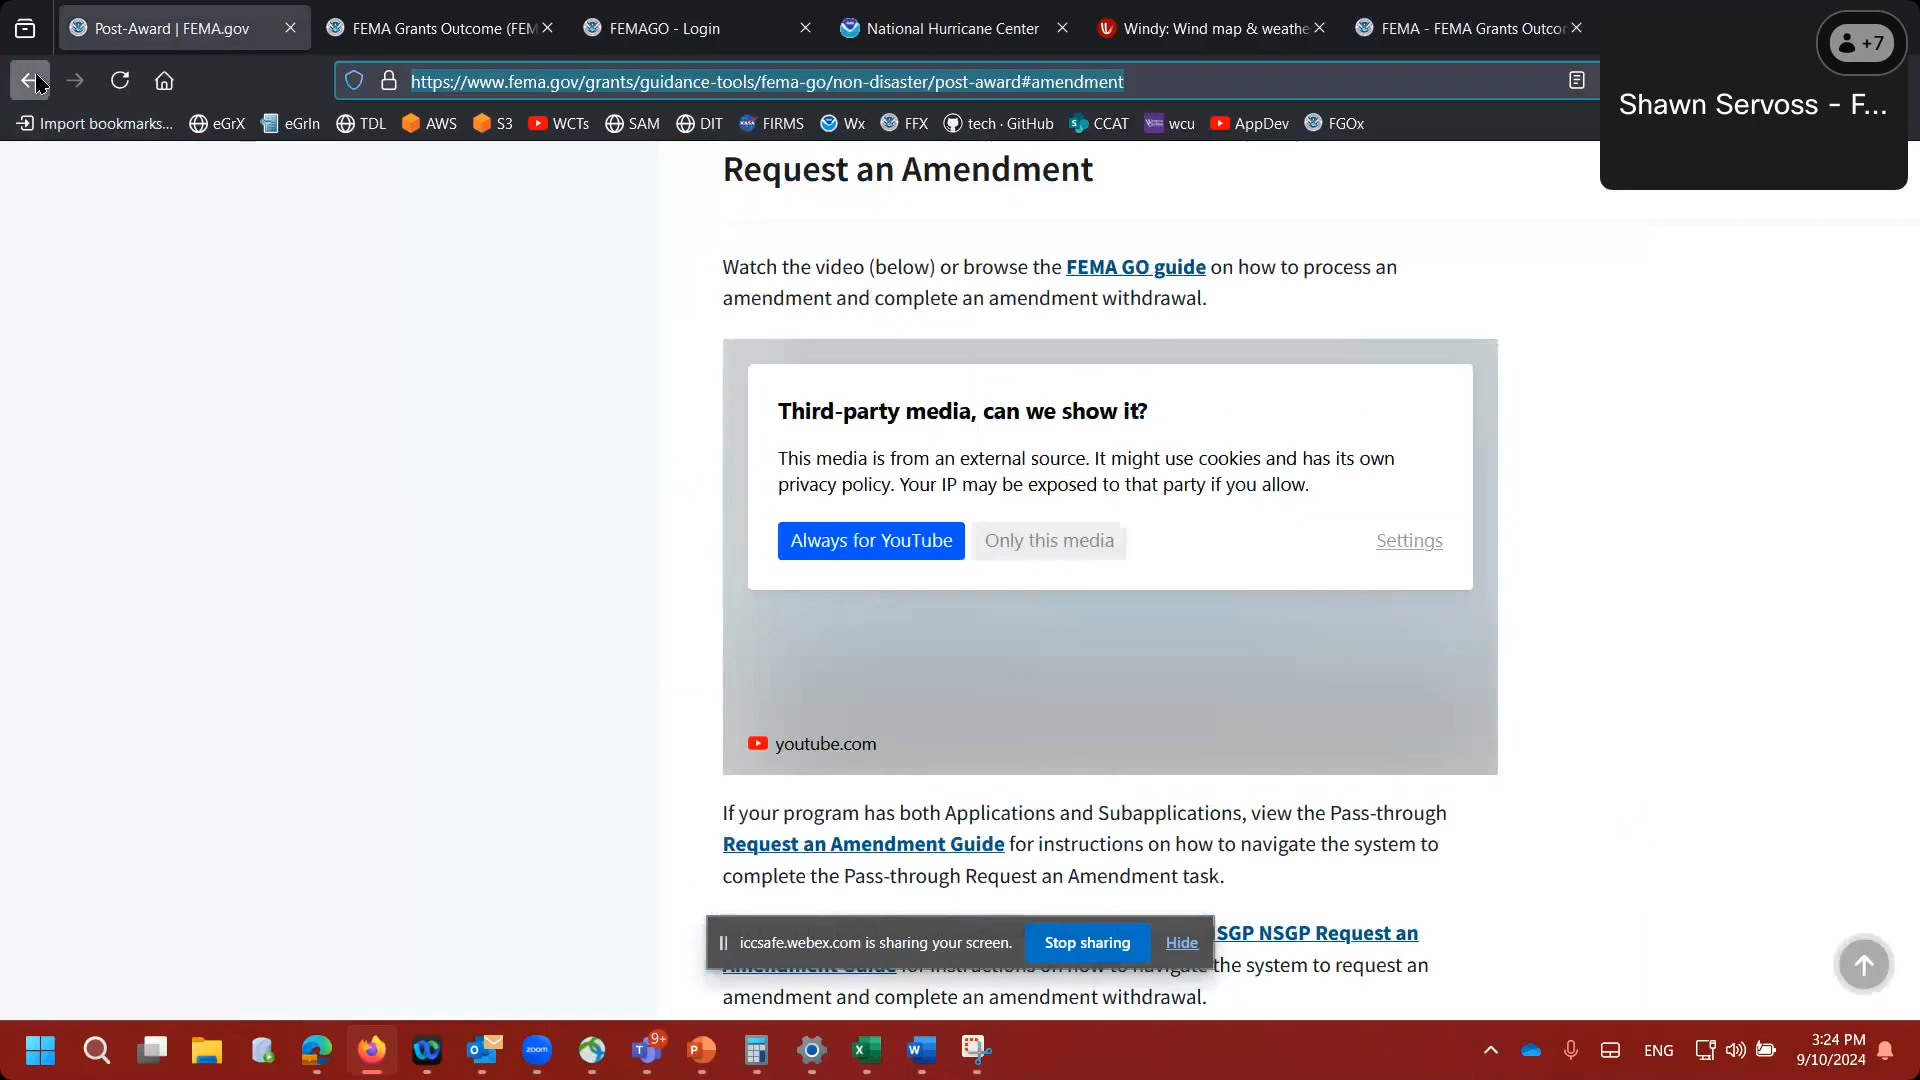 Post-Award | FEMA.gov
FEMA Grants Outcome (FEM
FEMAGO - Login
National Hurricane Center
Windy: Wind map & weathe
FEMA - FEMA Grants Outcor
+7
https://www.fema.gov/grants/guidance-tools/fema-go/non-disaster/post-award#amendment
Shawn Servoss - F...
Import bookmarks...
eGrX
eGrIn
TDL
AWS
S3
WCTs
SAM
DIT
FIRMS
Wx
FFX
tech · GitHub
CCAT
wcu
AppDev
FGOx
Request an Amendment
Watch the video (below) or browse the FEMA GO guide on how to process an
amendment and complete an amendment withdrawal.
Third-party media, can we show it?
This media is from an external source. It might use cookies and has its own
privacy policy. Your IP may be exposed to that party if you allow.
Always for YouTube
Only this media
Settings
youtube.com
If your program has both Applications and Subapplications, view the Pass-through
Request an Amendment Guide for instructions on how to navigate the system to
complete the Pass-through Request an Amendment task.
iccsafe.webex.com is sharing your screen.
Stop sharing
Hide
SGP NSGP Request an
the system to request an
amendment and complete an amendment withdrawal.
9+
zoom
ENG
3:24 PM
9/10/2024